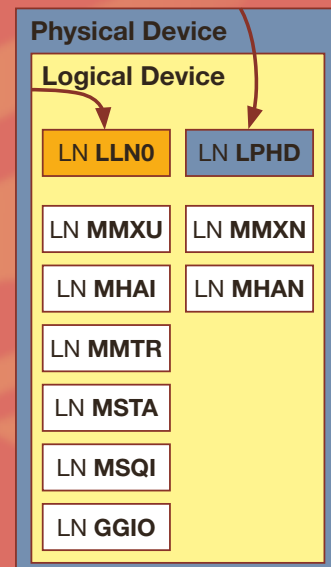 Physical Device
Logical Device
LN LLN0 LN LPHD
LN MMXU LN MMXN
LN MHAI LN MHAN
LN MMTR
LN MSTA
LN MSQI
LN GGIO